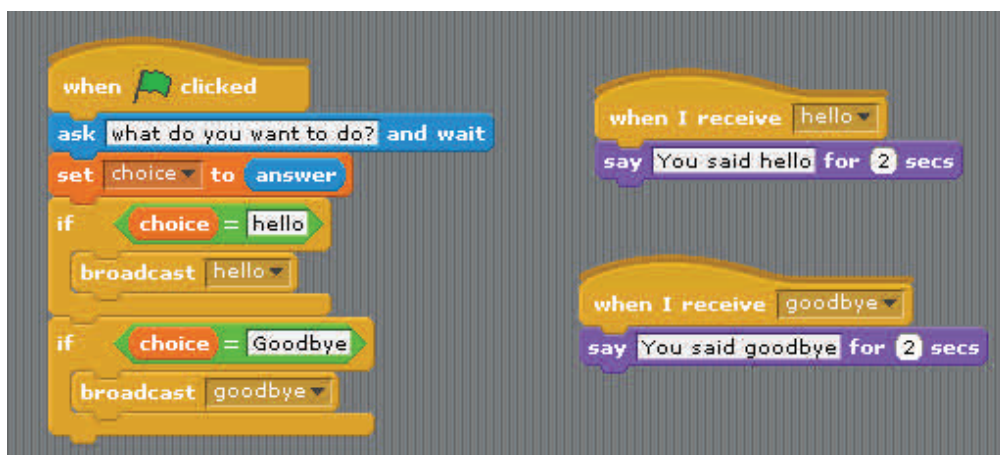 when clicked
ask what do you want to do? and wait
set choice to answer
if choice = hello
broadcast hello
if choice = Goodbye
broadcast goodbye
when I receive hello
say You said hello for 2 secs
when I receive goodbye
say You said goodbye for 2 secs